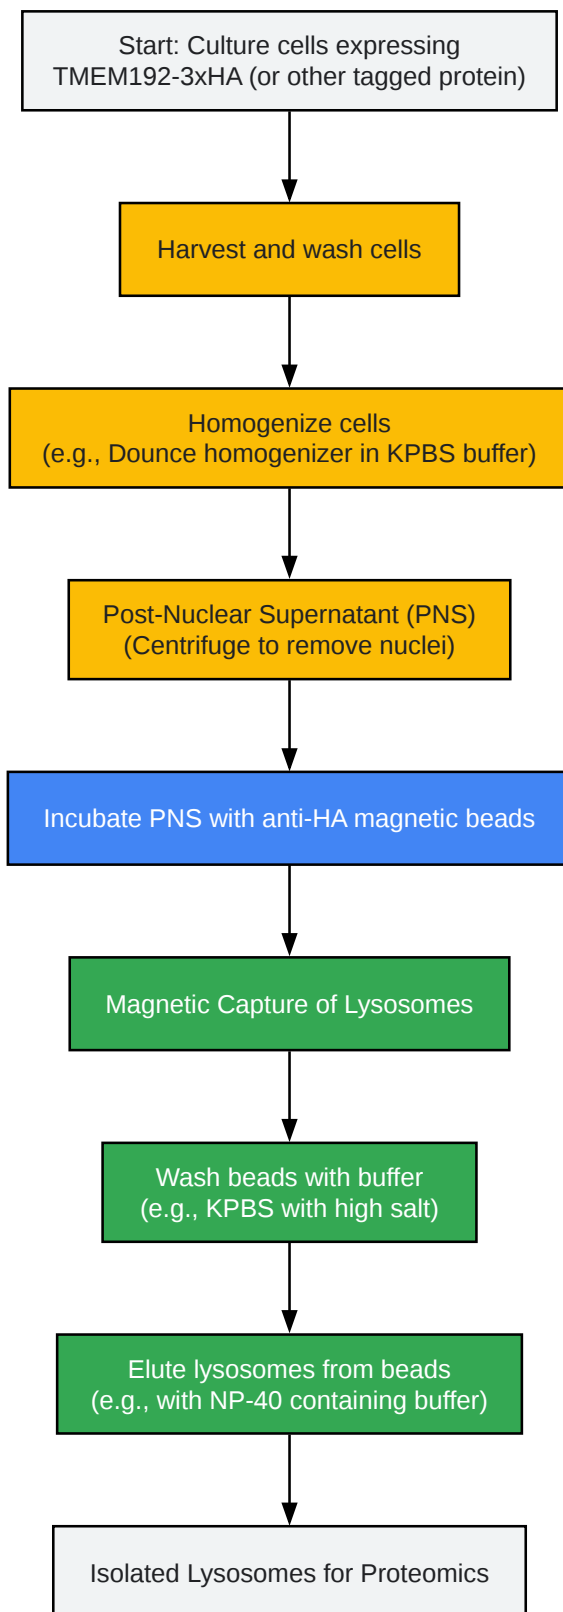 Start: Culture cells expressing
TMEM192-3xHA (or other tagged protein)
Harvest and wash cells
Homogenize cells
(e.g., Dounce homogenizer in KPBS buffer)
Post-Nuclear Supernatant (PNS)
(Centrifuge to remove nuclei)
Incubate PNS with anti-HA magnetic beads
Magnetic Capture of Lysosomes
Wash beads with buffer
(e.g., KPBS with high salt)
Elute lysosomes from beads
(e.g., with NP-40 containing buffer)
Isolated Lysosomes for Proteomics